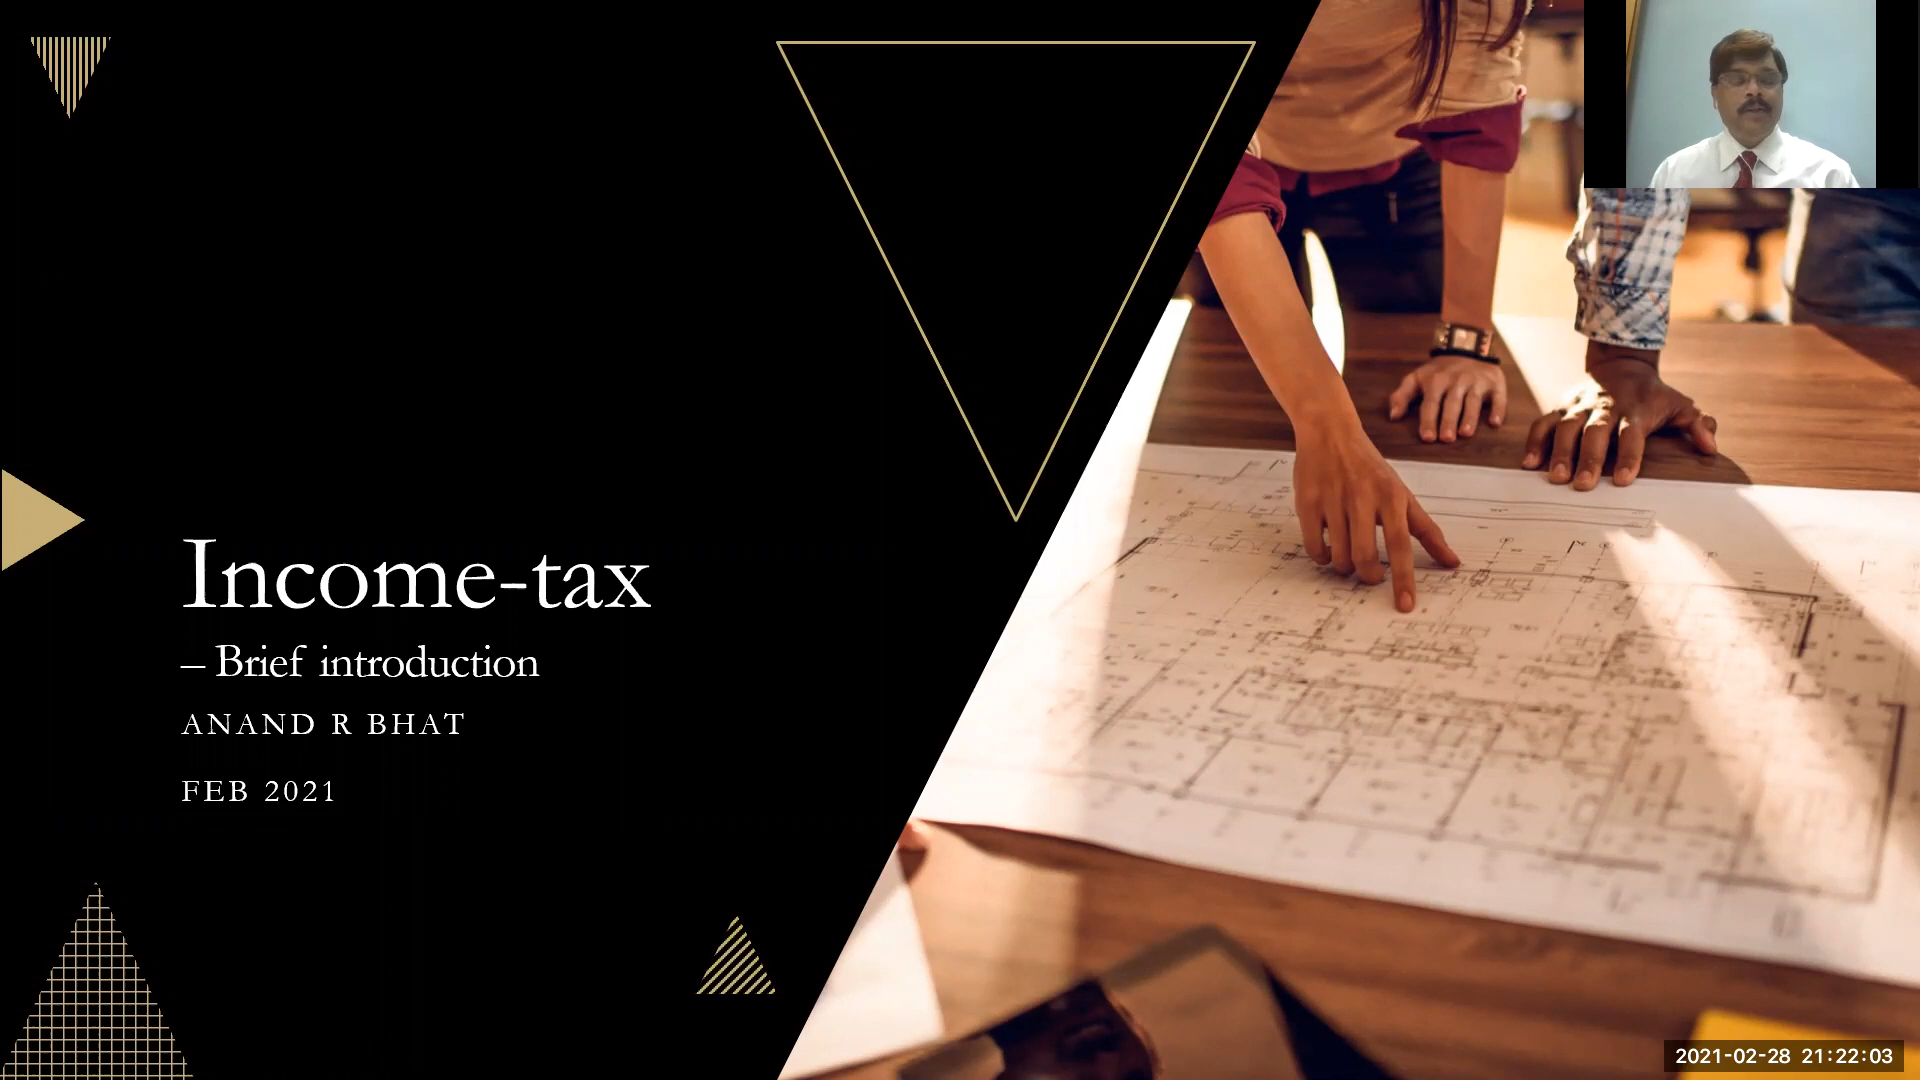 Income-tax
– Brief introduction
ANAND R BHAT
FEB 2021
2021-02-28 21:22:03